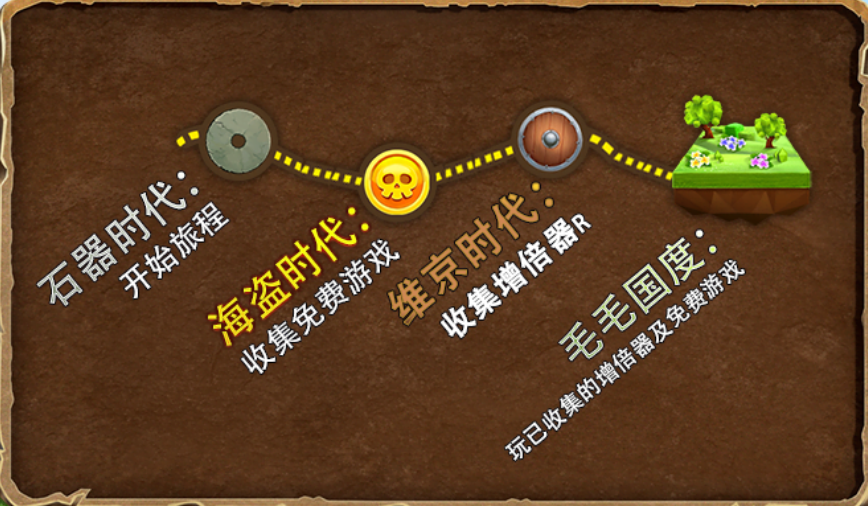 石器时代：
开始旅程
海盗时代：
收集免费游戏
维京时代：
收集增倍器R
毛毛国度：
玩已收集的增倍器及免费游戏